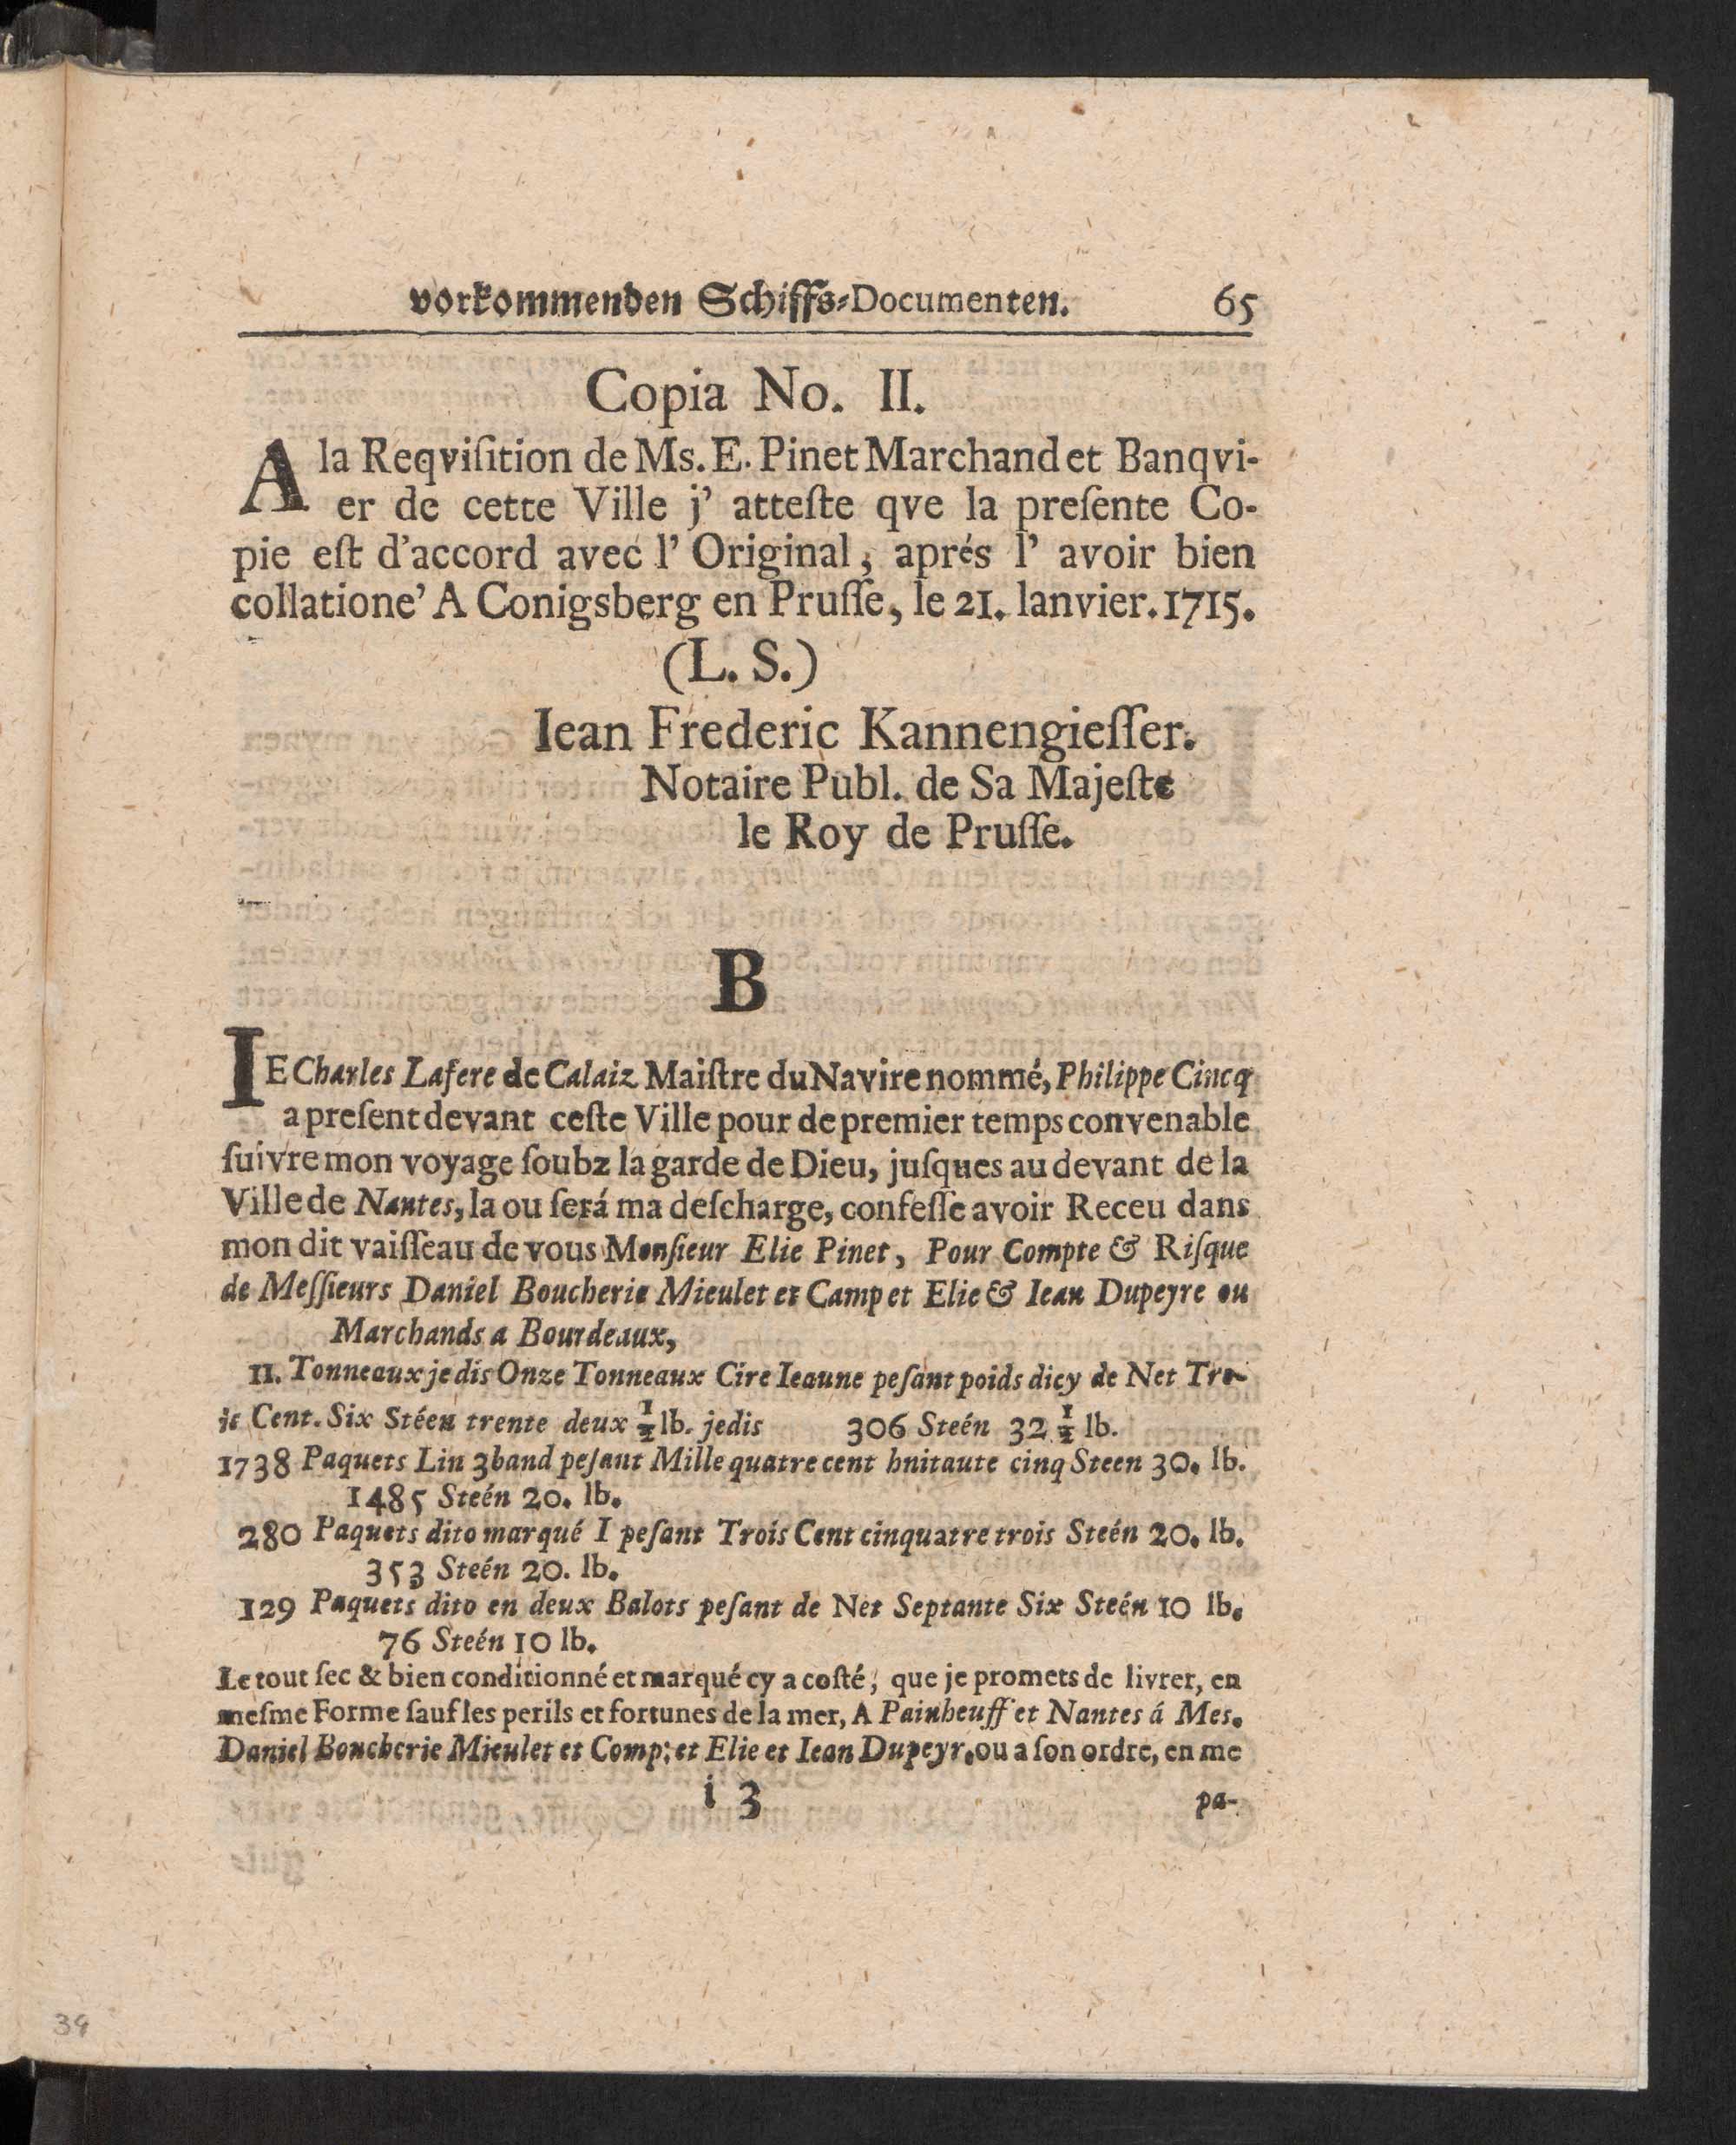 vorkommenden Schiffs-Documenten. 65
Copia No. II.
A la Reqviſition de Ms. E. Pinet Marchand et Banqvi-
er de cette Ville j' atteſte qve la preſente Co-
pie eſt d'accord avec l' Original, aprés l' avoir bien
collatione' A Conigsberg en Pruſſe, le 21. Ianvier. 1715.
(L. S.)
Iean Frederic Kannengieſſer.
Notaire Publ. de Sa Majeſte
le Roy de Pruſſe.
B
IE Charles Lafere de Calaiz Maiſtre du Navire nommé, Philippe Cincq
a preſent devant ceſte Ville pour de premier temps convenable
ſuivre mon voyage ſoubz la garde de Dieu, juſques au devant de la
Ville de Nantes, la ou ſerá ma deſcharge, confeſſe avoir Receu dans
mon dit vaiſſeau de vous Monſieur Elie Pinet, Pour Compte & Riſque
de Meſſieurs Daniel Boucherie Mieulet et Camp et Elie & Iean Dupeyre ou
Marchands a Bourdeaux,
11. Tonneaux je dis Onze Tonneaux Cire Ieaune peſant poids dicy de Net Tro-
is Cent. Six Stéen trente deux ½ lb. jedis 306 Steén 32 ½ lb.
1738 Paquets Lin 3band peſant Mille quatre cent hnitaute cinq Steen 30. lb.
1485 Steén 20. lb.
280 Paquets dito marqué I peſant Trois Cent cinquatre trois Steén 20. lb.
353 Steén 20. lb.
129 Paquets dito en deux Balots peſant de Net Septante Six Steén 10 lb.
76 Steén 10 lb.
Le tout ſec & bien conditionné et marqué cy a coſté, que je promets de livrer, en
meſme Forme ſauf les perils et fortunes de la mer, A Painheuff et Nantes á Mes.
Daniel Boucherie Mieulet et Comp; et Elie et Iean Dupeyr. ou a ſon ordre, en me
i 3 pa-
34